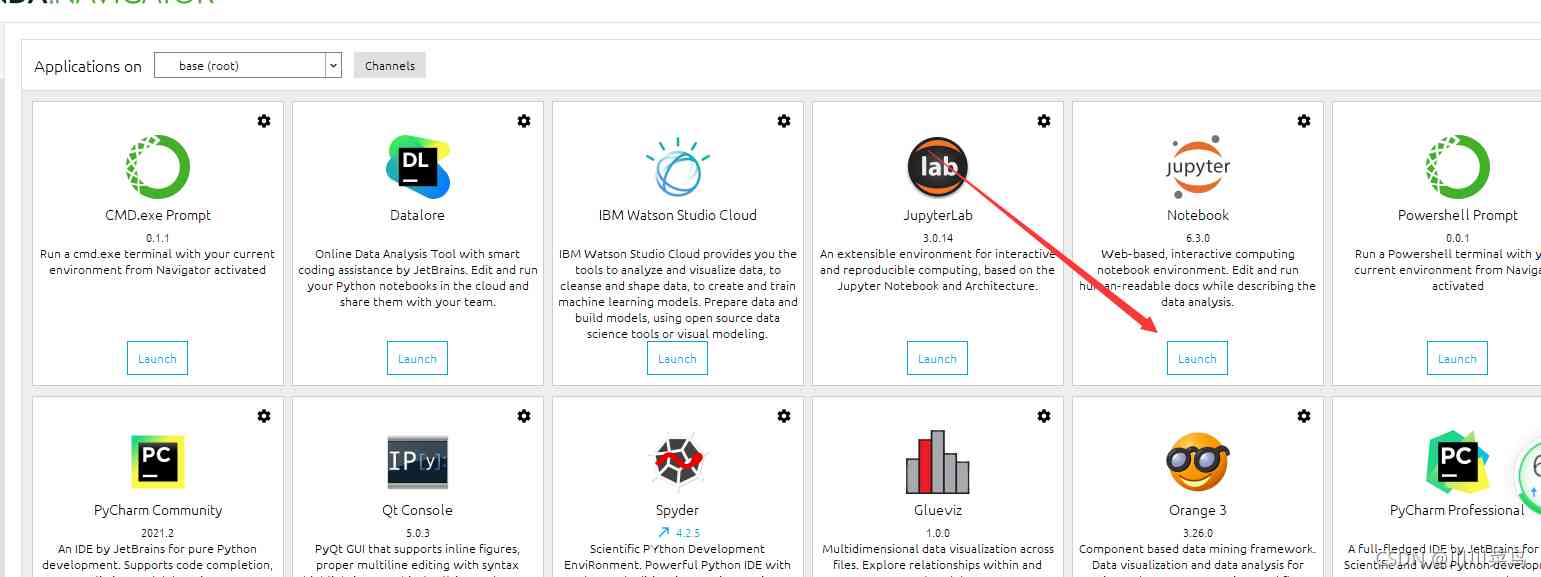 NDA.NAVIGATOR
Applications on
base (root)
Channels
CMD.exe Prompt
0.1.1
Run a cmd.exe terminal with your current
environment from Navigator activated
Launch
DL
Datalore
Online Data Analysis Tool with smart
coding assistance by JetBrains. Edit and run
your Python notebooks in the cloud and
share them with your team.
Launch
IBM Watson Studio Cloud
IBM Watson Studio Cloud provides you the
tools to analyze and visualize data, to
cleanse and shape data, to create and train
machine learning models. Prepare data and
build models, using open source data
science tools or visual modeling.
Launch
lab
JupyterLab
3.0.14
An extensible environment for interactive
and reproducible computing, based on the
Jupyter Notebook and Architecture.
Launch
jupyter
Notebook
6.3.0
Web-based, interactive computing
notebook environment. Edit and run
human-readable docs while describing the
data analysis.
Launch
Powershell Prompt
0.0.1
Run a Powershell terminal with y
current environment from Naviga
activated
Launch
PC
PyCharm Community
2021.2
An IDE by JetBrains for pure Python
development. Supports code completion,
IP[y]:
Qt Console
5.0.3
PyQt GUI that supports inline figures,
proper multiline editing with syntax
Spyder
4.2.5
Scientific PYthon Development
EnviRonment. Powerful Python IDE with
Glueviz
1.0.0
Multidimensional data visualization across
files. Explore relationships within and
Orange 3
3.26.0
Component based data mining framework.
Data visualization and data analysis for
PC
PyCharm Professional
A full-fledged IDE by JetBrains for
Scientific and Web Python develop
6
CSDN @川川菜鸟